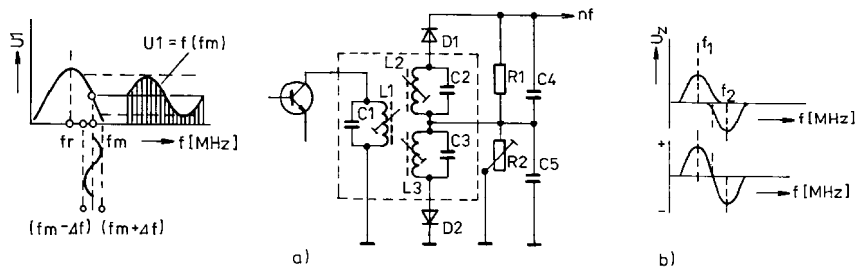 U1
U1 = f (fm)
fr
fm
f [MHz]
(fm-Δf)
(fm+Δf)
nf
D1
L2
C2
L1
C1
R1
C4
C3
L3
R2
C5
D2
a)
U2
f1
f2
f [MHz]
+
f [MHz]
-
b)